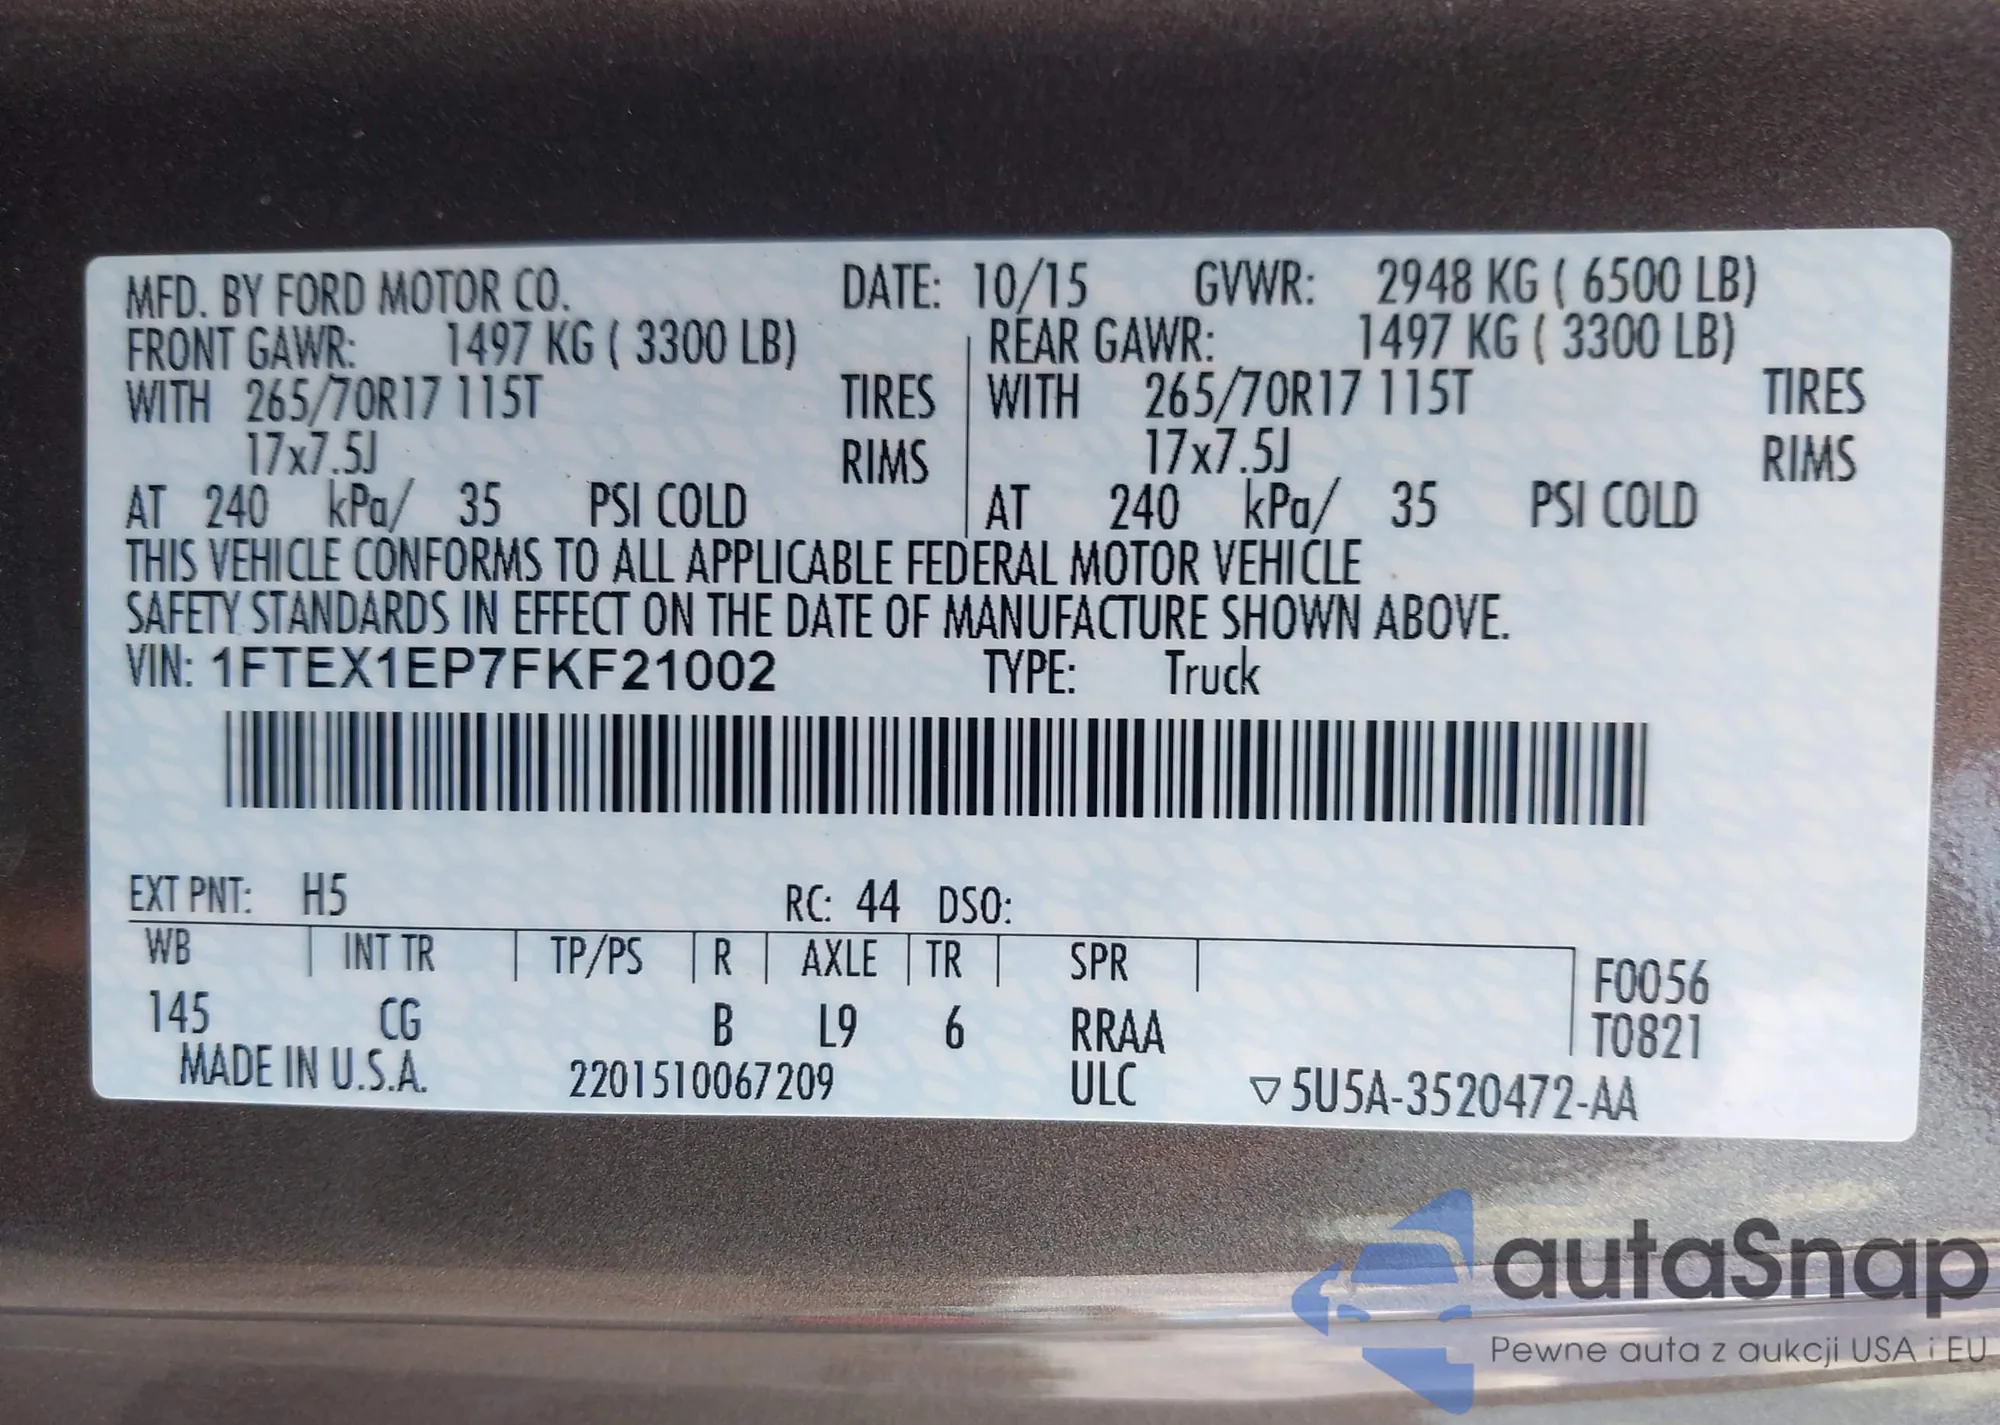 MFD. BY FORD MOTOR CO. DATE: 10/15 GVWR: 2948 KG ( 6500 LB)
FRONT GAWR: 1497 KG ( 3300 LB) REAR GAWR: 1497 KG ( 3300 LB)
WITH 265/70R17 115T TIRES WITH 265/70R17 115T TIRES
17x7.5J RIMS 17x7.5J RIMS
AT 240 kPa/ 35 PSI COLD AT 240 kPa/ 35 PSI COLD
THIS VEHICLE CONFORMS TO ALL APPLICABLE FEDERAL MOTOR VEHICLE
SAFETY STANDARDS IN EFFECT ON THE DATE OF MANUFACTURE SHOWN ABOVE.
VIN: 1FTEX1EP7FKF21002 TYPE: Truck
EXT PNT: H5 RC: 44 DSO:
WB INT TR TP/PS R AXLE TR SPR F0056
145 CG B L9 6 RRAA T0821
MADE IN U.S.A. 2201510067209 ULC ▽5U5A-3520472-AA
autaSnap
Pewne auta z aukcji USA i EU